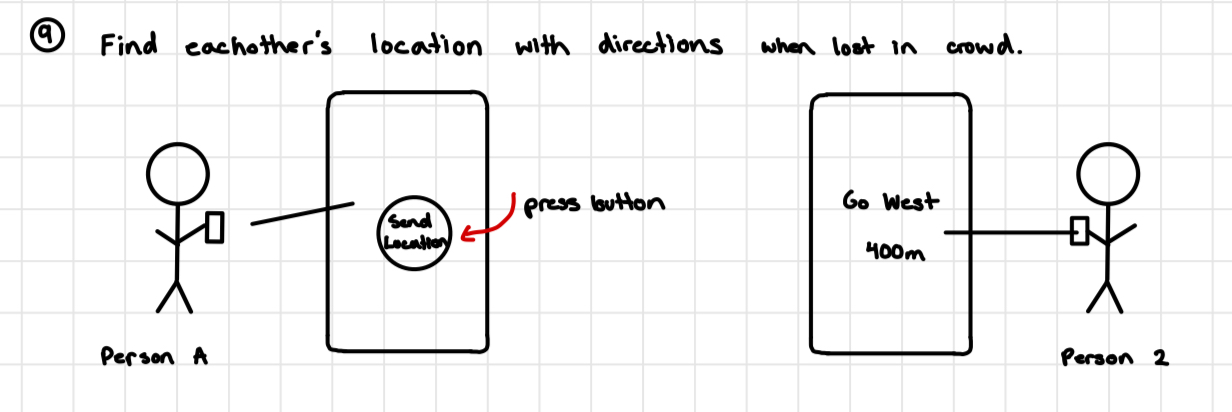 9 Find eachother's location with directions when lost in crowd.
Send
Location
press button
Go West
400m
Person A
Person 2